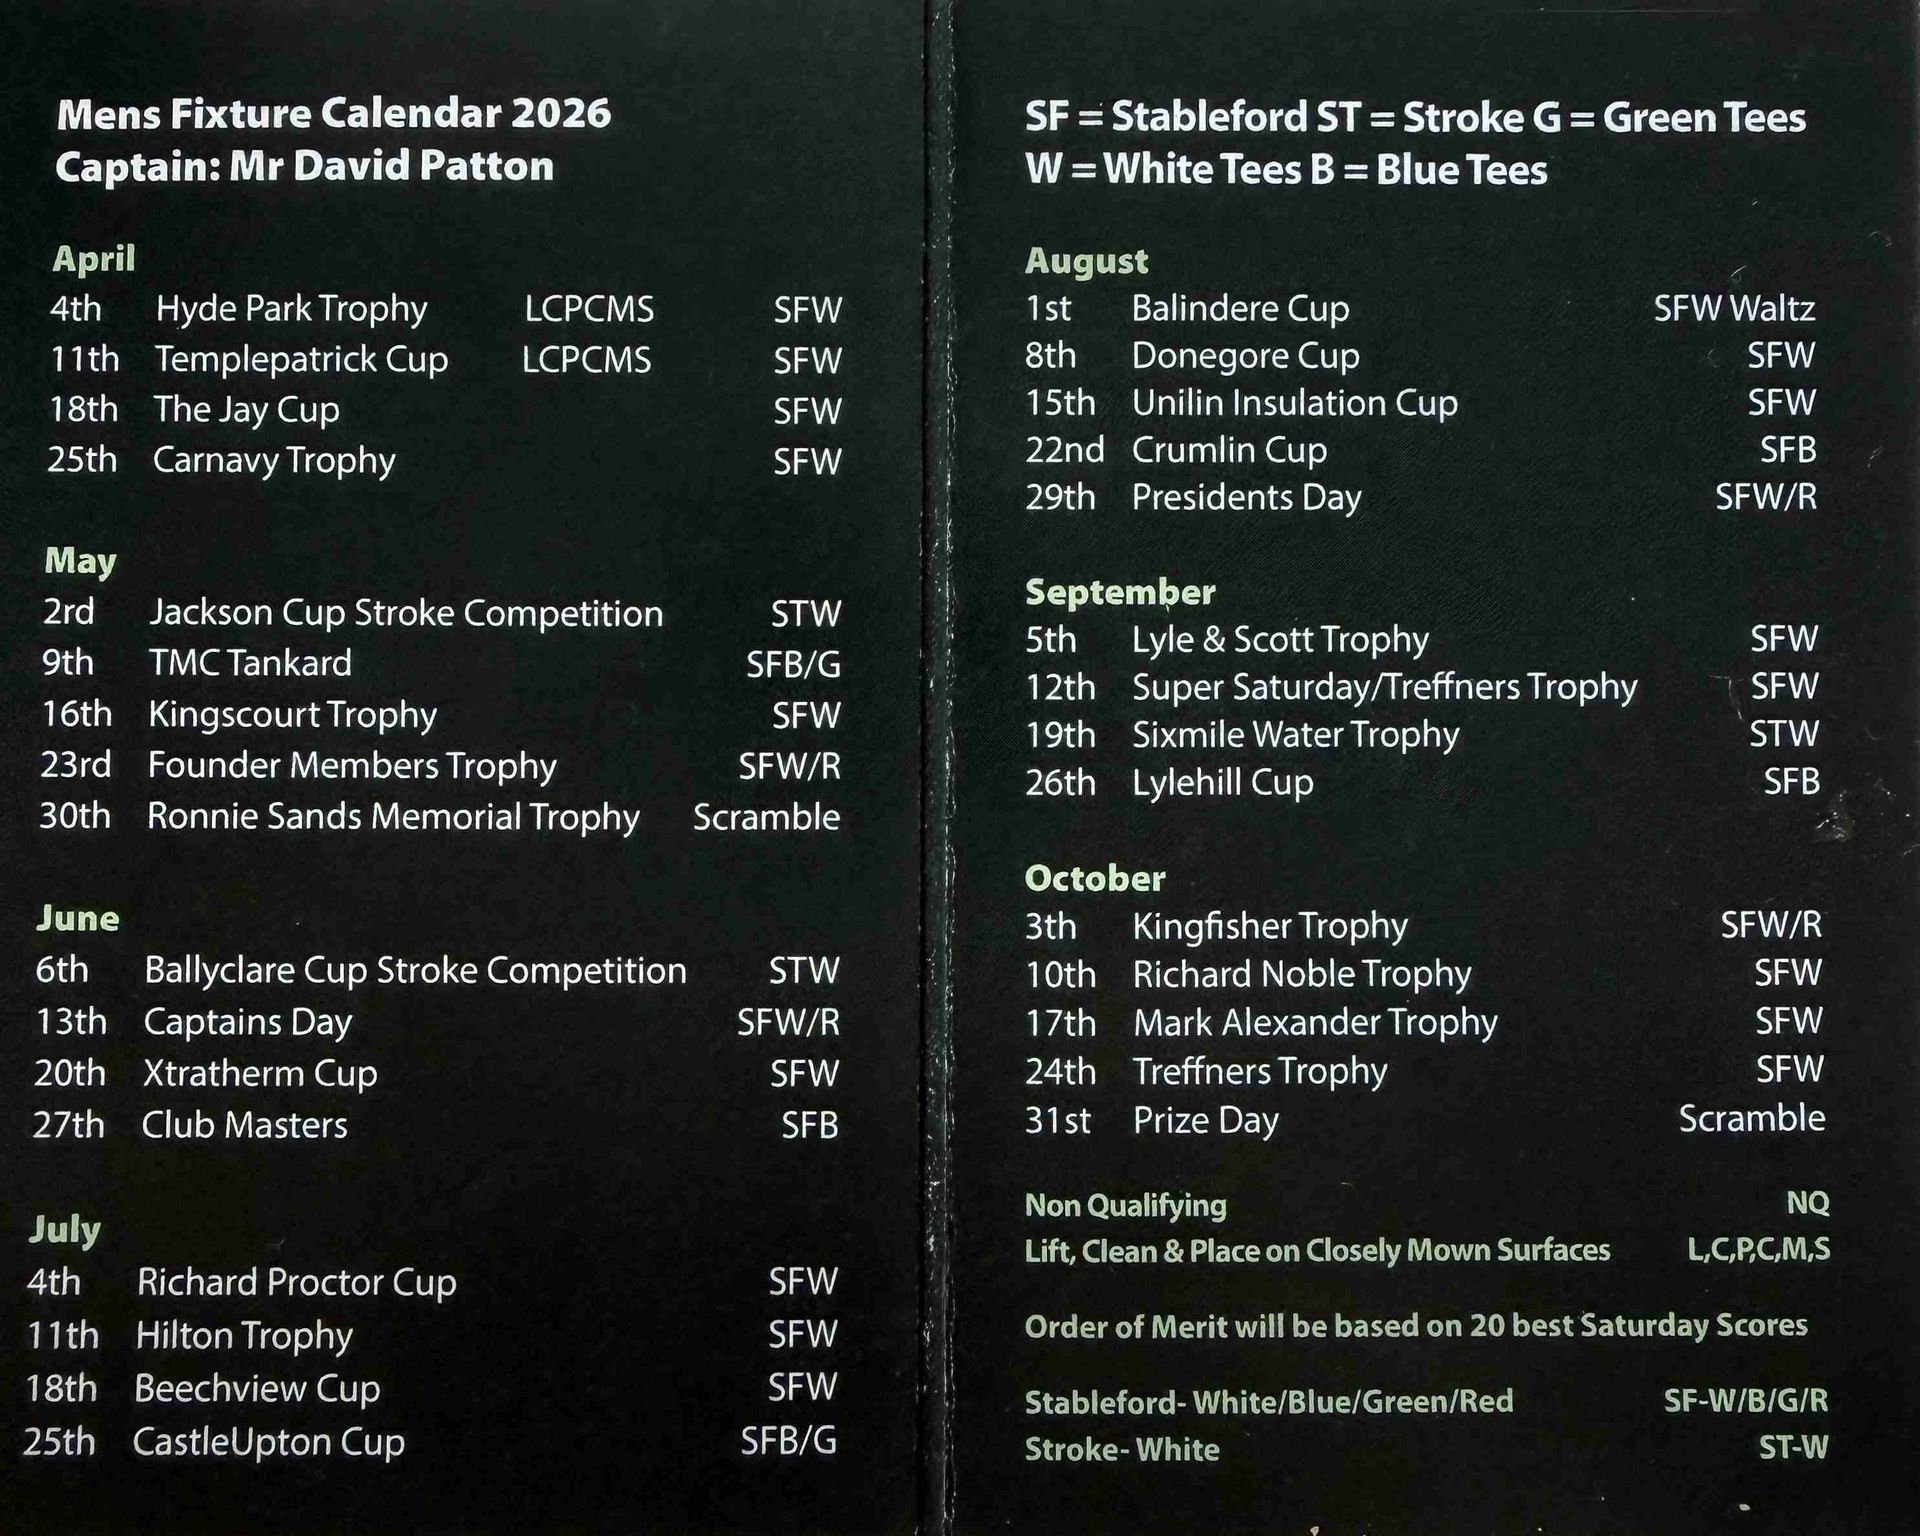 Mens Fixture Calendar 2026
Captain: Mr David Patton
April
4th Hyde Park Trophy LCPCMS SFW
11th Templepatrick Cup LCPCMS SFW
18th The Jay Cup SFW
25th Carnavy Trophy SFW
May
2rd Jackson Cup Stroke Competition STW
9th TMC Tankard SFB/G
16th Kingscourt Trophy SFW
23rd Founder Members Trophy SFW/R
30th Ronnie Sands Memorial Trophy Scramble
June
6th Ballyclare Cup Stroke Competition STW
13th Captains Day SFW/R
20th Xtratherm Cup SFW
27th Club Masters SFB
July
4th Richard Proctor Cup SFW
11th Hilton Trophy SFW
18th Beechview Cup SFW
25th CastleUpton Cup SFB/G
SF = Stableford ST = Stroke G = Green Tees
W = White Tees B = Blue Tees
August
1st Balindere Cup SFW Waltz
8th Donegore Cup SFW
15th Unilin Insulation Cup SFW
22nd Crumlin Cup SFB
29th Presidents Day SFW/R
September
5th Lyle & Scott Trophy SFW
12th Super Saturday/Treffners Trophy SFW
19th Sixmile Water Trophy STW
26th Lylehill Cup SFB
October
3th Kingfisher Trophy SFW/R
10th Richard Noble Trophy SFW
17th Mark Alexander Trophy SFW
24th Treffners Trophy SFW
31st Prize Day Scramble
Non Qualifying NQ
Lift, Clean & Place on Closely Mown Surfaces L,C,P,C,M,S
Order of Merit will be based on 20 best Saturday Scores
Stableford- White/Blue/Green/Red SF-W/B/G/R
Stroke- White ST-W